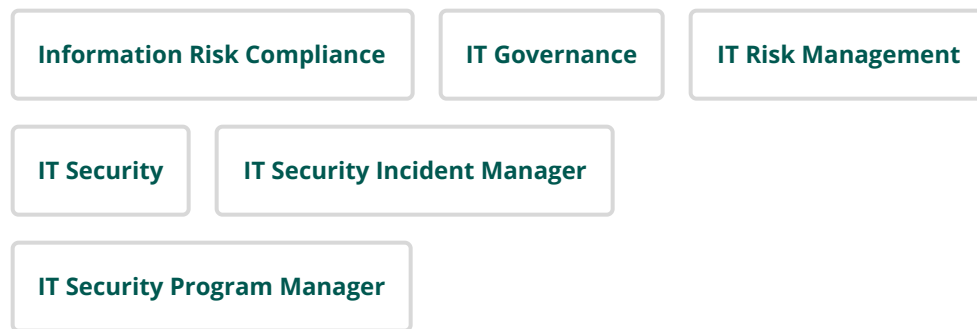 Information Risk Compliance IT Governance IT Risk Management
IT Security IT Security Incident Manager
IT Security Program Manager